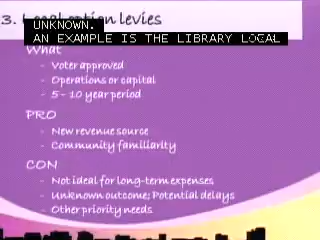 3. Local option levies
UNKNOWN.
AN EXAMPLE IS THE LIBRARY LOCAL
What
- Voter approved
- Operations or capital
- 5 - 10 year period
PRO
- New revenue source
- Community familiarity
CON
- Not ideal for long-term expenses
- Unknown outcome; Potential delays
- Other priority needs